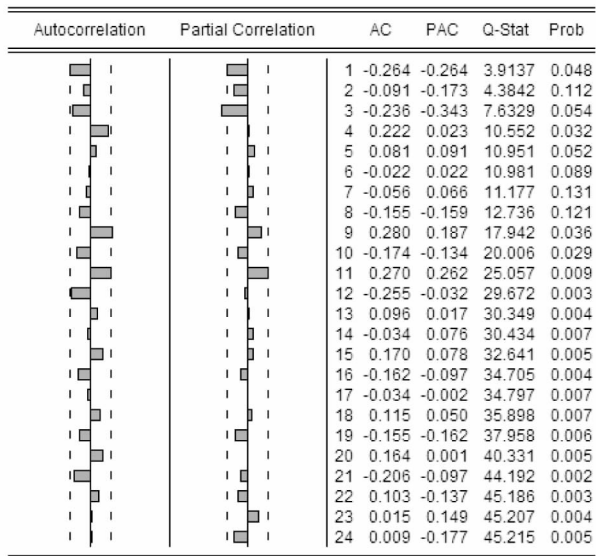 Autocorrelation Partial Correlation AC PAC Q-Stat Prob
1 -0.264 -0.264 3.9137 0.048
2 -0.091 -0.173 4.3842 0.112
3 -0.236 -0.343 7.6329 0.054
4 0.222 0.023 10.552 0.032
5 0.081 0.091 10.951 0.052
6 -0.022 0.022 10.981 0.089
7 -0.056 0.066 11.177 0.131
8 -0.155 -0.159 12.736 0.121
9 0.280 0.187 17.942 0.036
10 -0.174 -0.134 20.006 0.029
11 0.270 0.262 25.057 0.009
12 -0.255 -0.032 29.672 0.003
13 0.096 0.017 30.349 0.004
14 -0.034 0.076 30.434 0.007
15 0.170 0.078 32.641 0.005
16 -0.162 -0.097 34.705 0.004
17 -0.034 -0.002 34.797 0.007
18 0.115 0.050 35.898 0.007
19 -0.155 -0.162 37.958 0.006
20 0.164 0.001 40.331 0.005
21 -0.206 -0.097 44.192 0.002
22 0.103 -0.137 45.186 0.003
23 0.015 0.149 45.207 0.004
24 0.009 -0.177 45.215 0.005